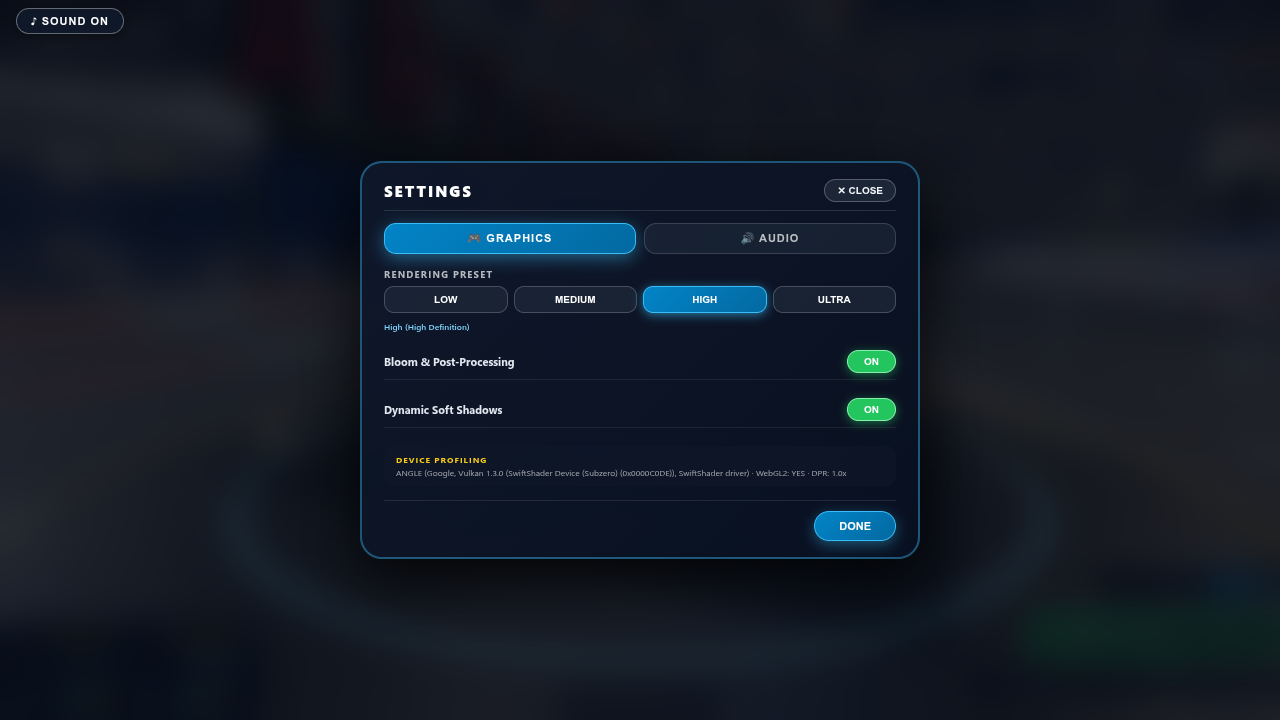 ♪ SOUND ON
SETTINGS
✕ CLOSE
🎮 GRAPHICS
🔊 AUDIO
RENDERING PRESET
LOW
MEDIUM
HIGH
ULTRA
High (High Definition)
Bloom & Post-Processing
ON
Dynamic Soft Shadows
ON
DEVICE PROFILING
ANGLE (Google, Vulkan 1.3.0 (SwiftShader Device (Subzero) (0x0000C0DE)), SwiftShader driver) · WebGL2: YES · DPR: 1.0x
DONE